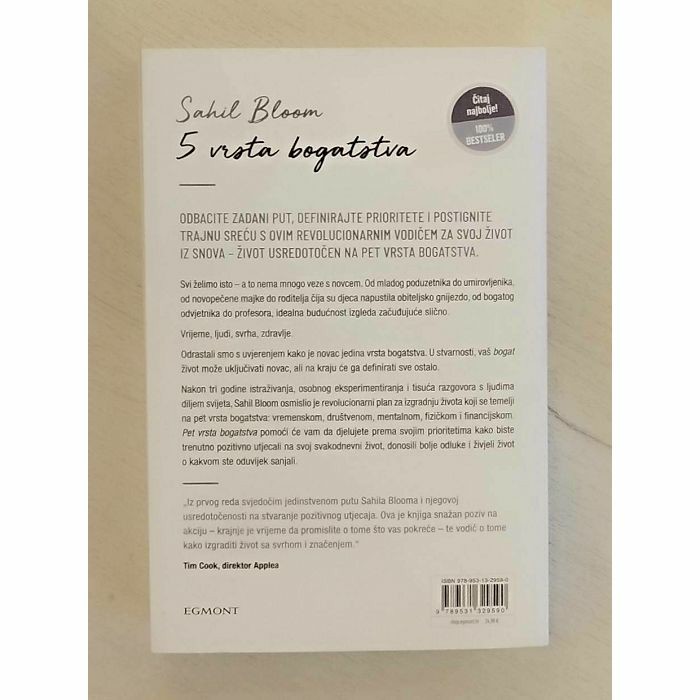 Sahil Bloom
5 vrsta bogatstva
Čitaj
najbolje!
100%
BESTSELER
ODBACITE ZADANI PUT, DEFINIRAJTE PRIORITETE I POSTIGNITE
TRAJNU SREĆU S OVIM REVOLUCIONARNIM VODIČEM ZA SVOJ ŽIVOT
IZ SNOVA – ŽIVOT USREDOTOČEN NA PET VRSTA BOGATSTVA.
Svi želimo isto – a to nema mnogo veze s novcem. Od mladog poduzetnika do umirovljenika,
od novopečene majke do roditelja čija su djeca napustila obiteljsko gnijezdo, od bogatog
odvjetnika do profesora, idealna budućnost izgleda začuđujuće slično.
Vrijeme, ljudi, svrha, zdravlje.
Odrastali smo s uvjerenjem kako je novac jedina vrsta bogatstva. U stvarnosti, vaš bogat
život može uključivati novac, ali na kraju će ga definirati sve ostalo.
Nakon tri godine istraživanja, osobnog eksperimentiranja i tisuća razgovora s ljudima
diljem svijeta, Sahil Bloom osmislio je revolucionarni plan za izgradnju života koji se temelji
na pet vrsta bogatstva: vremenskom, društvenom, mentalnom, fizičkom i financijskom.
Pet vrsta bogatstva pomoći će vam da djelujete prema svojim prioritetima kako biste
trenutno pozitivno utjecali na svoj svakodnevni život, donosili bolje odluke i živjeli život
o kakvom ste oduvijek sanjali.
„Iz prvog reda svjedočim jedinstvenom putu Sahila Blooma i njegovoj
usredotočenosti na stvaranje pozitivnog utjecaja. Ova je knjiga snažan poziv na
akciju – krajnje je vrijeme da promislite o tome što vas pokreće – te vodič o tome
kako izgraditi život sa svrhom i značenjem.“
Tim Cook, direktor Applea
EGMONT
ISBN 978-953-13-2959-0
9 789531 329590